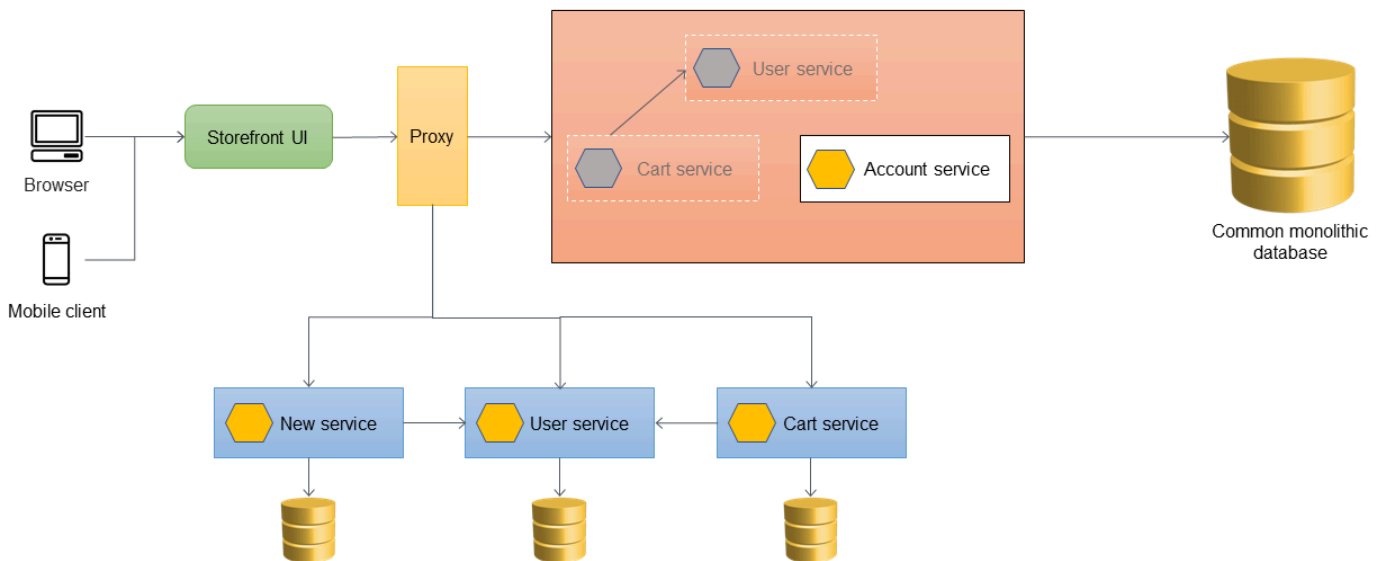 User service
Storefront UI
Proxy
Cart service
Account service
Browser
Common monolithic
database
Mobile client
New service
User service
Cart service